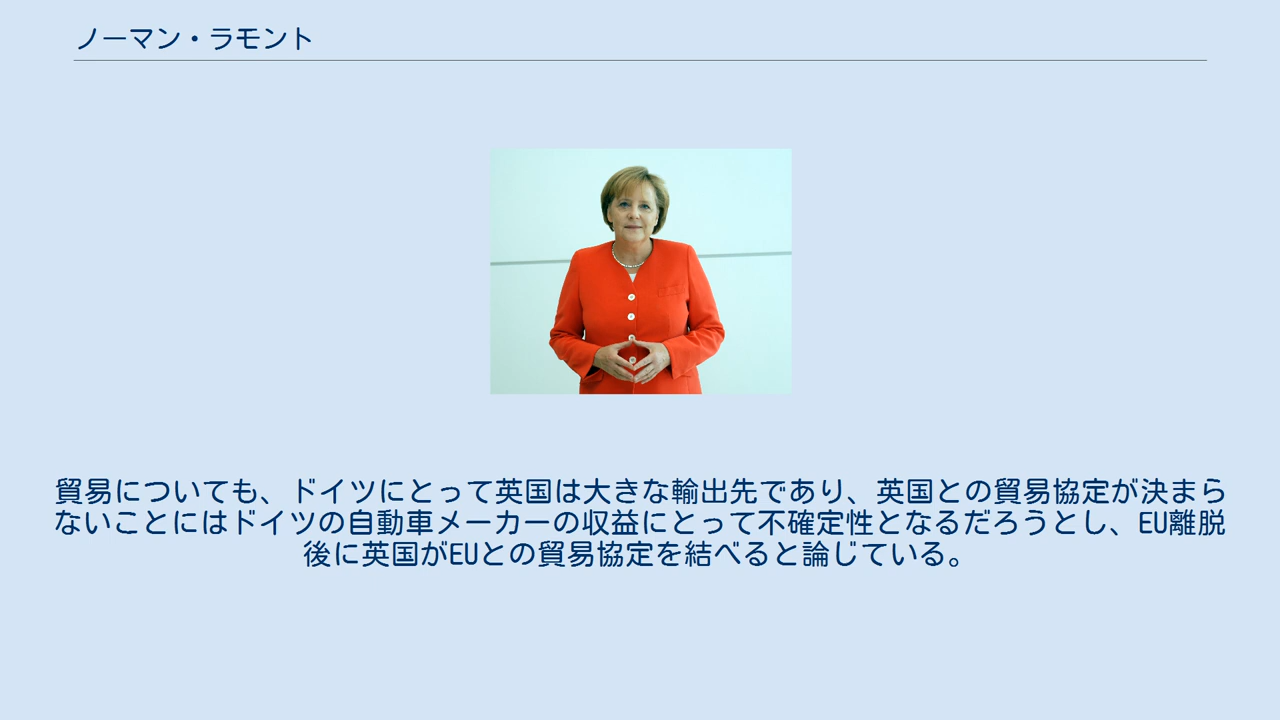 ノーマン・ラモント
貿易についても、ドイツにとって英国は大きな輸出先であり、英国との貿易協定が決まら
ないことにはドイツの自動車メーカーの収益にとって不確定性となるだろうとし、EU離脱
後に英国がEUとの貿易協定を結べると論じている。